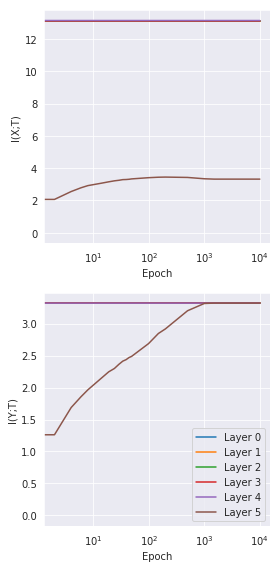 12
10
8
6
4
2
0
I(X;T)
10¹ 10² 10³ 10⁴
Epoch
3.0
2.5
2.0
1.5
1.0
0.5
0.0
I(Y;T)
Layer 0
Layer 1
Layer 2
Layer 3
Layer 4
Layer 5
10¹ 10² 10³ 10⁴
Epoch